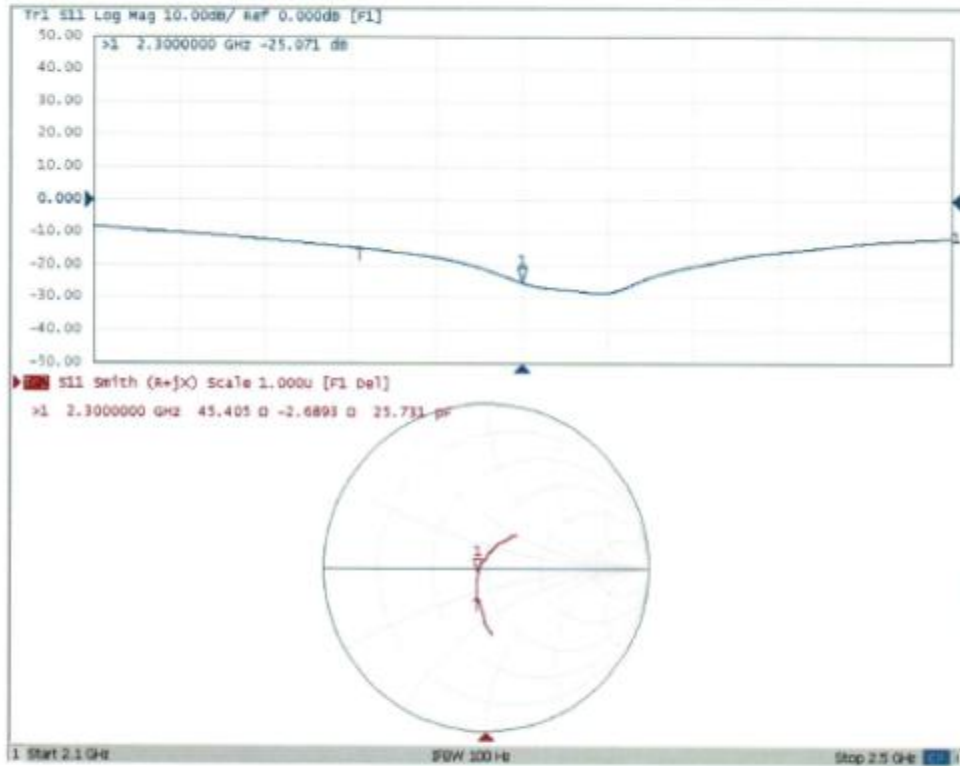 Tr1 S11 Log Mag 10.00dB/ Ref 0.000dB [F1]
50.00
>1 2.3000000 GHz -25.071 dB
40.00
30.00
20.00
10.00
0.000
-10.00
1
1
-20.00
-30.00
-40.00
-50.00
S11 Smith (R+jX) Scale 1.000U [F1 Del]
>1 2.3000000 GHz 45.405 Ω -2.6893 Ω 25.731 pF
1
1 Start 2.1 GHz IFBW 100 Hz Stop 2.5 GHz